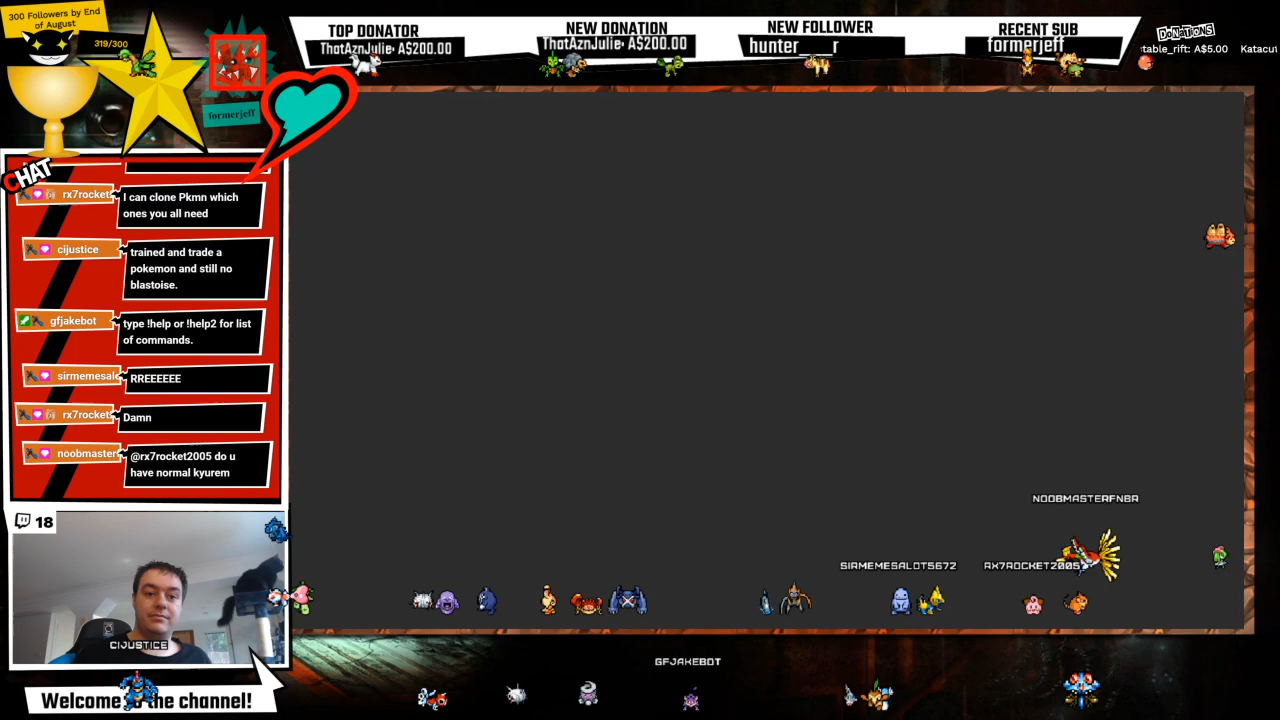 300 Followers by End
of August
319/300
formerjeff
TOP DONATOR
ThatAznJulie: A$200.00
NEW DONATION
ThatAznJulie: A$200.00
NEW FOLLOWER
hunter___r
RECENT SUB
formerjeff
DONATIONS
table_rift: A$5.00 Katacu
CHAT
rx7rocket
I can clone Pkmn which
ones you all need
cijustice
trained and trade a
pokemon and still no
blastoise.
gfjakebot
type !help or !help2 for list
of commands.
sirmemesal
RREEEEEE
rx7rocket
Damn
noobmaster
@rx7rocket2005 do u
have normal kyurem
18
CIJUSTICE
Welcome to the channel!
NOOBMASTERFNBR
SIRMEMESALOT5672
RX7ROCKET2005
GFJAKEBOT